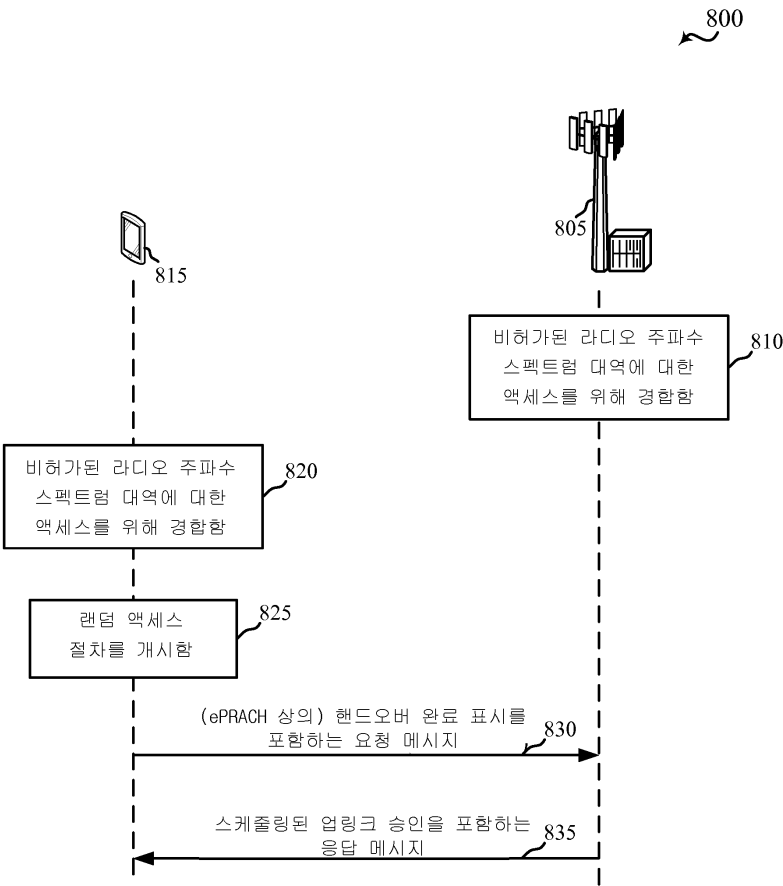 800
805
815
비허가된 라디오 주파수
스펙트럼 대역에 대한
액세스를 위해 경합함
810
비허가된 라디오 주파수
스펙트럼 대역에 대한
액세스를 위해 경합함
820
랜덤 액세스
절차를 개시함
825
(ePRACH 상의) 핸드오버 완료 표시를
포함하는 요청 메시지
830
스케줄링된 업링크 승인을 포함하는
응답 메시지
835